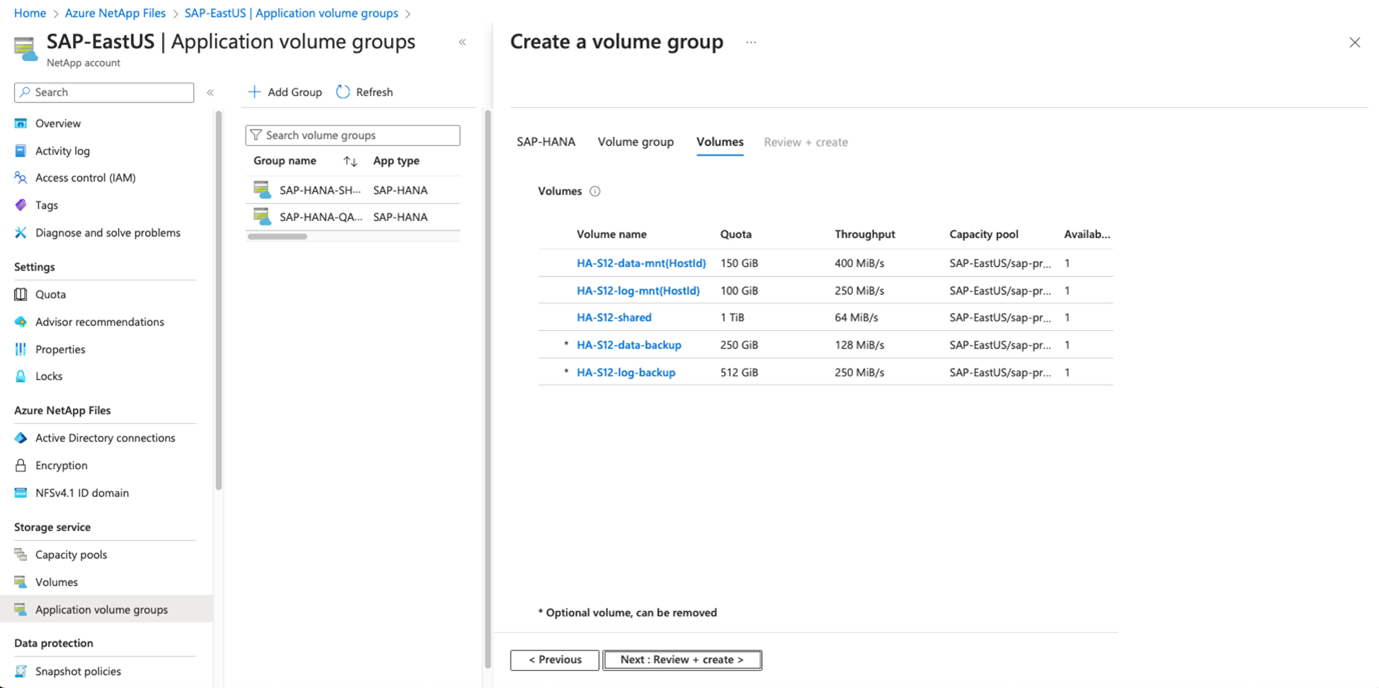 Home > Azure NetApp Files > SAP-EastUS | Application volume groups >
SAP-EastUS | Application volume groups
NetApp account
«
Search
«
Overview
Activity log
Access control (IAM)
Tags
Diagnose and solve problems
Settings
Quota
Advisor recommendations
Properties
Locks
Azure NetApp Files
Active Directory connections
Encryption
NFSv4.1 ID domain
Storage service
Capacity pools
Volumes
Application volume groups
Data protection
Snapshot policies
Add Group Refresh
Search volume groups
Group name ↑↓ App type
SAP-HANA-SH... SAP-HANA
SAP-HANA-QA... SAP-HANA
Create a volume group ...
SAP-HANA Volume group Volumes Review + create
Volumes
Volume name Quota Throughput Capacity pool Availab...
HA-S12-data-mnt{HostId} 150 GiB 400 MiB/s SAP-EastUS/sap-pr... 1
HA-S12-log-mnt{HostId} 100 GiB 250 MiB/s SAP-EastUS/sap-pr... 1
HA-S12-shared 1 TiB 64 MiB/s SAP-EastUS/sap-pr... 1
* HA-S12-data-backup 250 GiB 128 MiB/s SAP-EastUS/sap-pr... 1
* HA-S12-log-backup 512 GiB 250 MiB/s SAP-EastUS/sap-pr... 1
* Optional volume, can be removed
< Previous Next : Review + create >